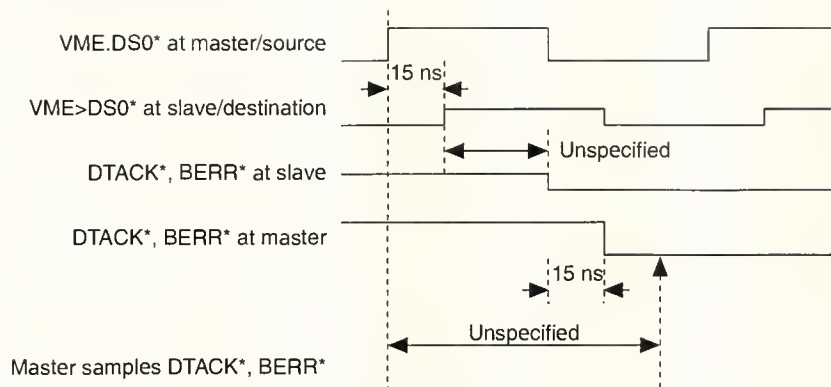 VME.DS0* at master/source
15 ns
VME>DS0* at slave/destination
Unspecified
DTACK*, BERR* at slave
DTACK*, BERR* at master
15 ns
Unspecified
Master samples DTACK*, BERR*